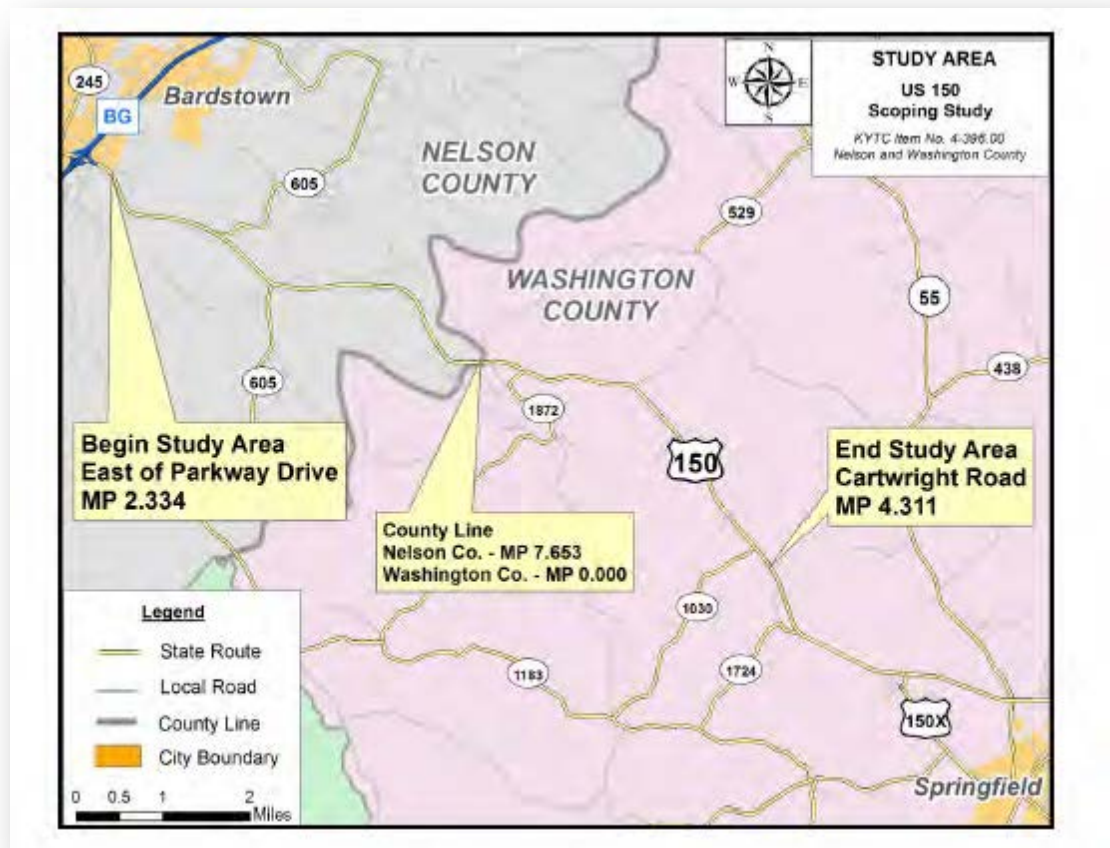 245
BG
Bardstown
605
NELSON
COUNTY
N
W
E
S
STUDY AREA
US 150
Scoping Study
KYTC Item No. 4-396.00
Nelson and Washington County
529
WASHINGTON
COUNTY
55
605
438
1872
150
Begin Study Area
East of Parkway Drive
MP 2.334
End Study Area
Cartwright Road
MP 4.311
County Line
Nelson Co. - MP 7.653
Washington Co. - MP 0.000
1030
1183
1724
150X
Springfield
Legend
State Route
Local Road
County Line
City Boundary
0 0.5 1 2
Miles